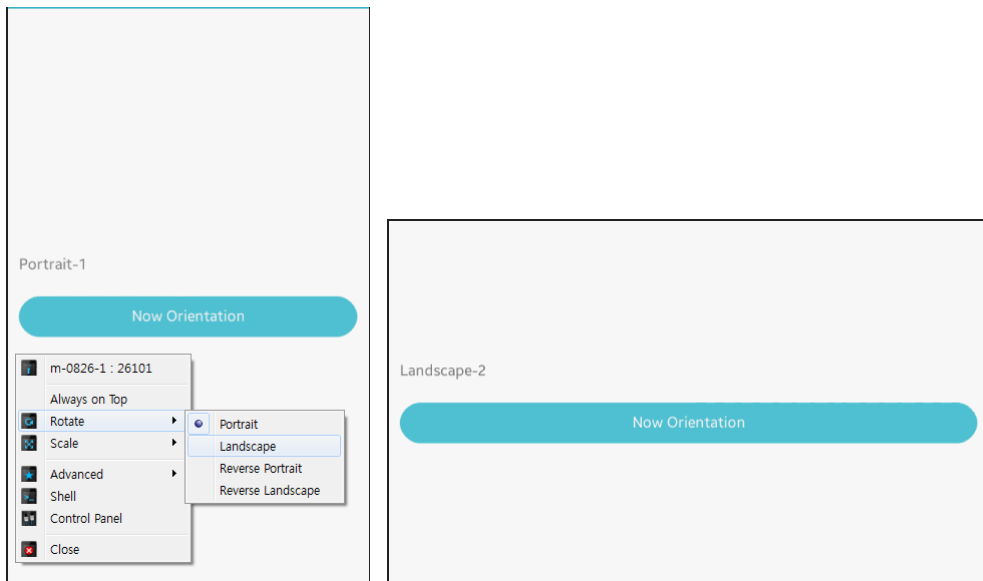 Portrait-1
Now Orientation
m-0826-1 : 26101
Always on Top
Rotate
Scale
Advanced
Shell
Control Panel
Close
Portrait
Landscape
Reverse Portrait
Reverse Landscape
Landscape-2
Now Orientation